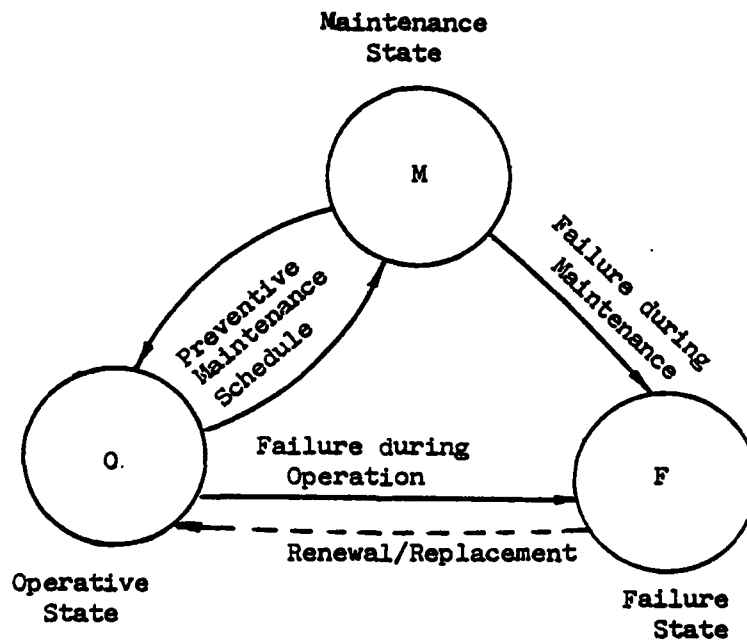 Maintenance
State
M
Preventive
Maintenance
Schedule
Failure during
Maintenance
O.
Failure during
Operation
F
Renewal/Replacement
Operative
State
Failure
State